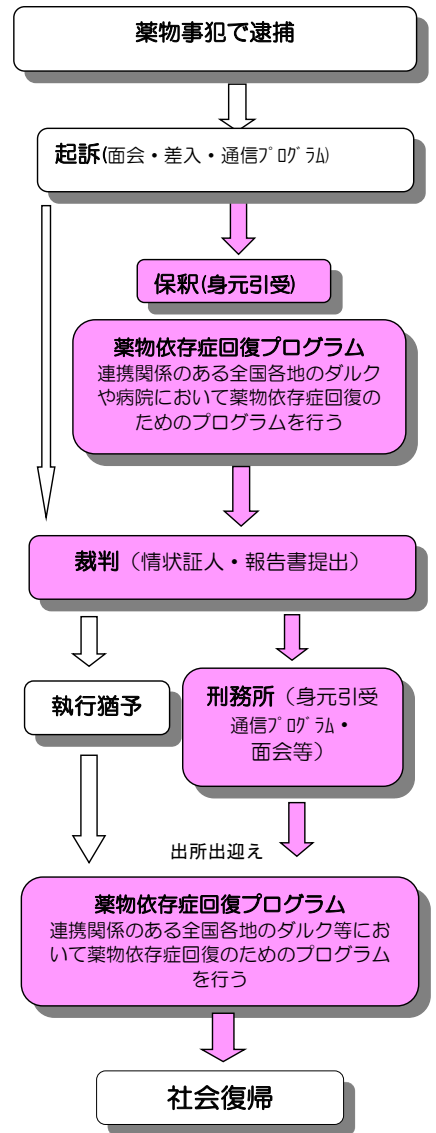 薬物事犯で逮捕
起訴(面会・差入・通信ﾌﾟﾛｸﾞﾗﾑ)
保釈(身元引受)
薬物依存症回復プログラム
連携関係のある全国各地のダルク
や病院において薬物依存症回復の
ためのプログラムを行う
裁判（情状証人・報告書提出）
執行猶予
刑務所（身元引受
通信ﾌﾟﾛｸﾞﾗﾑ・
面会等）
出所出迎え
薬物依存症回復プログラム
連携関係のある全国各地のダルク等にお
いて薬物依存症回復のためのプログラム
を行う
社会復帰